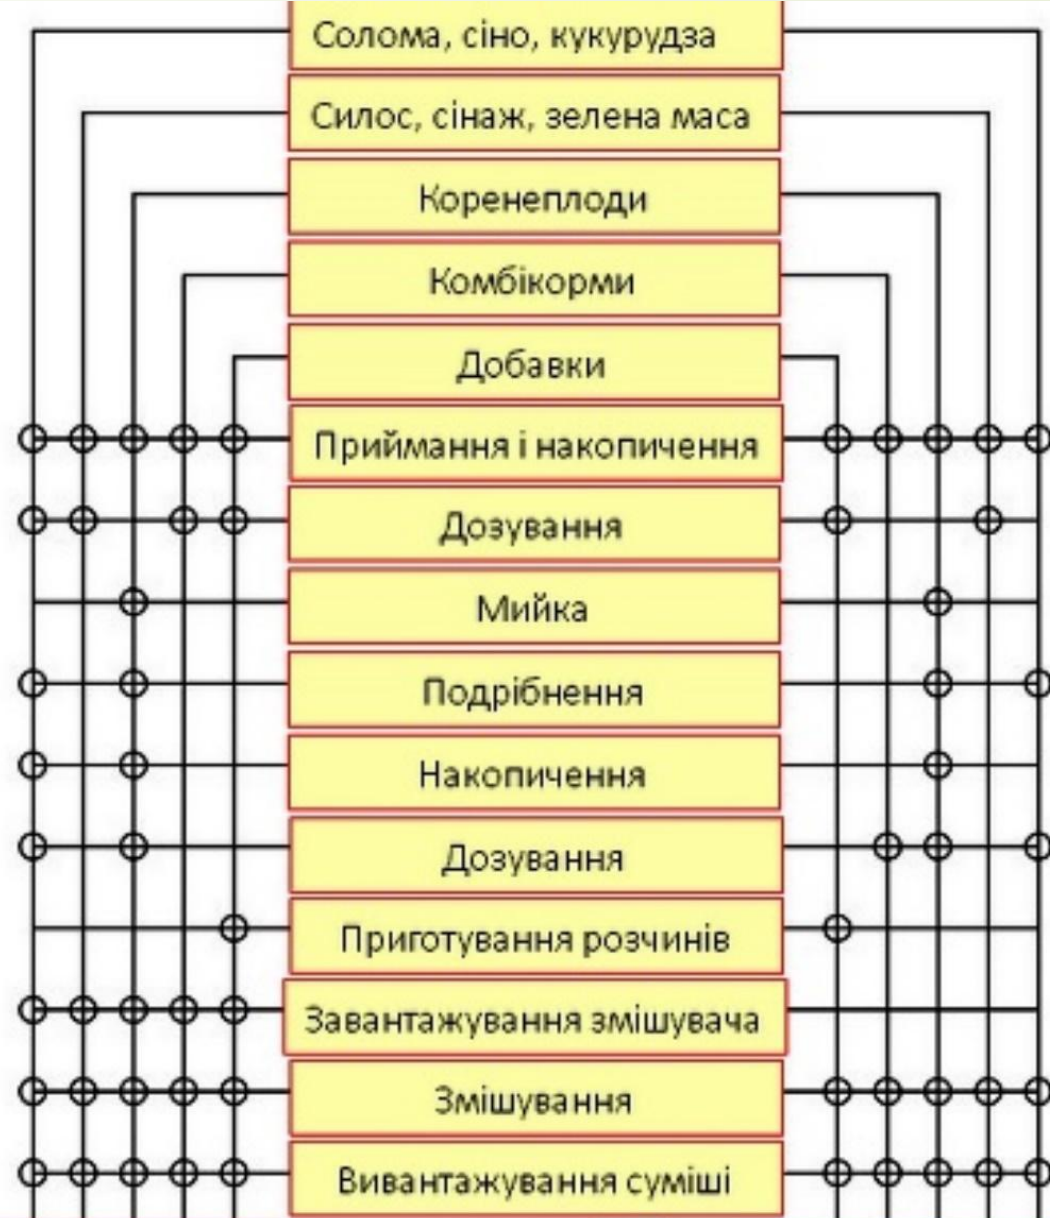 Солома, сіно, кукурудза
Силос, сінаж, зелена маса
Коренеплоди
Комбікорми
Добавки
Приймання і накопичення
Дозування
Мийка
Подрібнення
Накопичення
Дозування
Приготування розчинів
Завантажування змішувача
Змішування
Вивантажування суміші